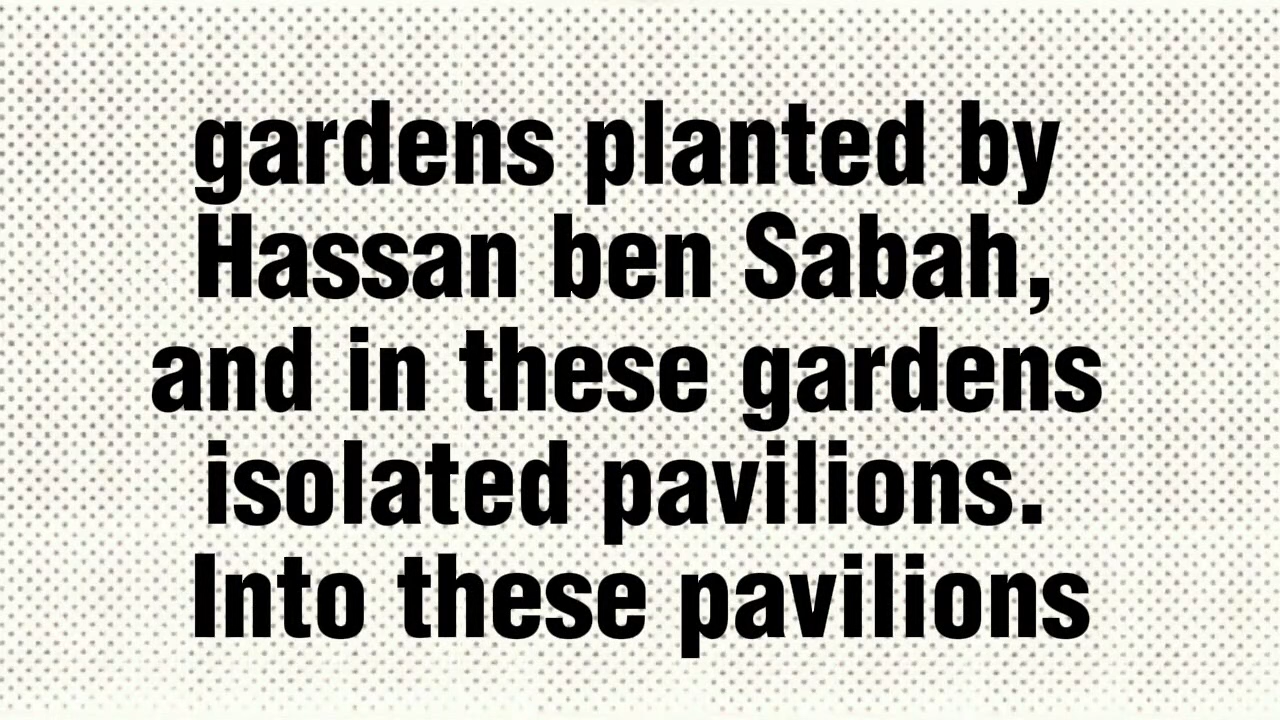 gardens planted by
Hassan ben Sabah,
and in these gardens
isolated pavilions.
Into these pavilions